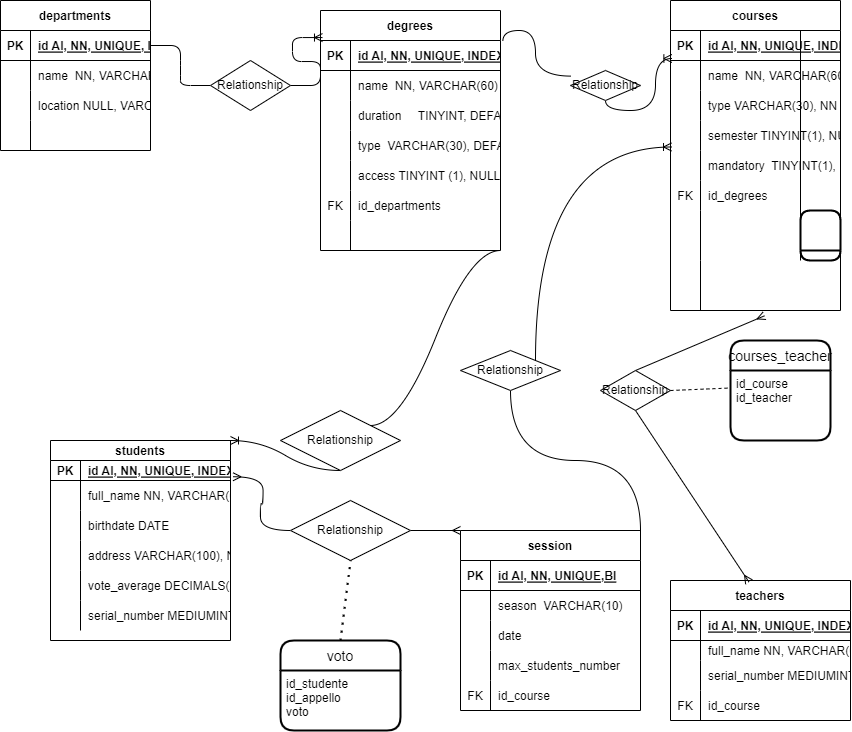 departments
PK id AI, NN, UNIQUE, I
name NN, VARCHAR
location NULL, VARC
Relationship
degrees
PK id AI, NN, UNIQUE, INDEX
name NN, VARCHAR(60)
duration TINYINT, DEFA
type VARCHAR(30), DEFA
access TINYINT (1), NULL
FK id_departments
Relationship
courses
PK id AI, NN, UNIQUE, INDE
name NN, VARCHAR(60
type VARCHAR(30), NN
semester TINYINT(1), NU
mandatory TINYINT(1),
FK id_degrees
Relationship
Relationship
courses_teacher
id_course
id_teacher
Relationship
students
PK id AI, NN, UNIQUE, INDEX
full_name NN, VARCHAR(
birthdate DATE
address VARCHAR(100), N
vote_average DECIMALS(
serial_number MEDIUMINT
Relationship
voto
id_studente
id_appello
voto
session
PK id AI, NN, UNIQUE,BI
season VARCHAR(10)
date
max_students_number
FK id_course
teachers
PK id AI, NN, UNIQUE, INDEX
full_name NN, VARCHAR(
serial_number MEDIUMINT
FK id_course